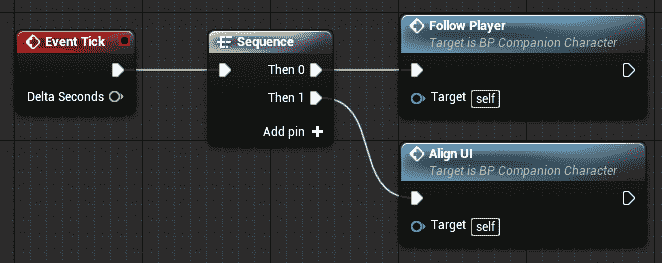 Event Tick
Delta Seconds
Sequence
Then 0
Then 1
Add pin
Follow Player
Target is BP Companion Character
Target self
Align UI
Target is BP Companion Character
Target self